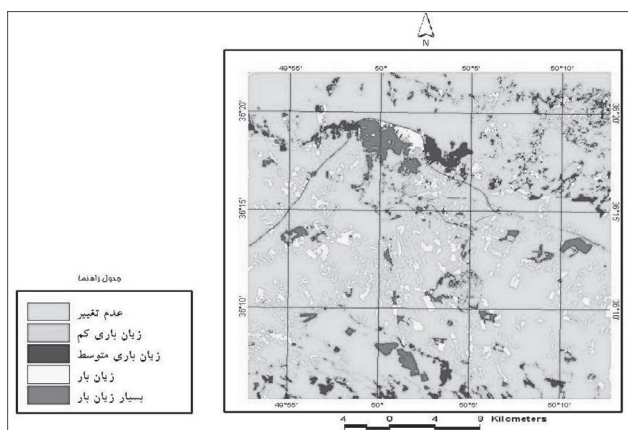 N
49°55' 50° 50°5' 50°10'
36°20' 36°20'
36°15' 36°15'
36°10' 36°10'
49°55' 50° 50°5' 50°10'
جدول راهنما
عدم تغییر
زیان باری کم
زیان باری متوسط
زیان بار
بسیار زیان بار
4 0 4 8 Kilometers